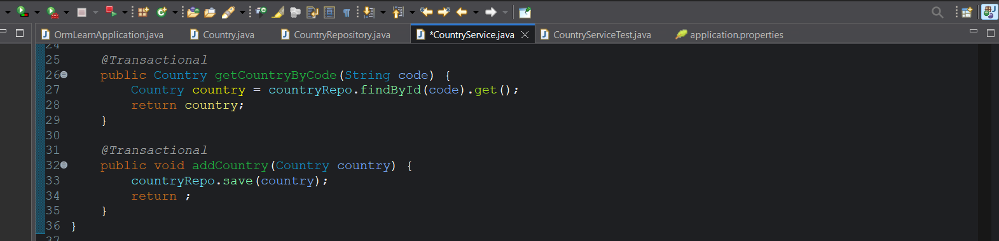 OrmLearnApplication.java Country.java CountryRepository.java *CountryService.java CountryServiceTest.java application.properties
24
25 @Transactional
26 public Country getCountryByCode(String code) {
27 Country country = countryRepo.findById(code).get();
28 return country;
29 }
30
31 @Transactional
32 public void addCountry(Country country) {
33 countryRepo.save(country);
34 return ;
35 }
36 }
37